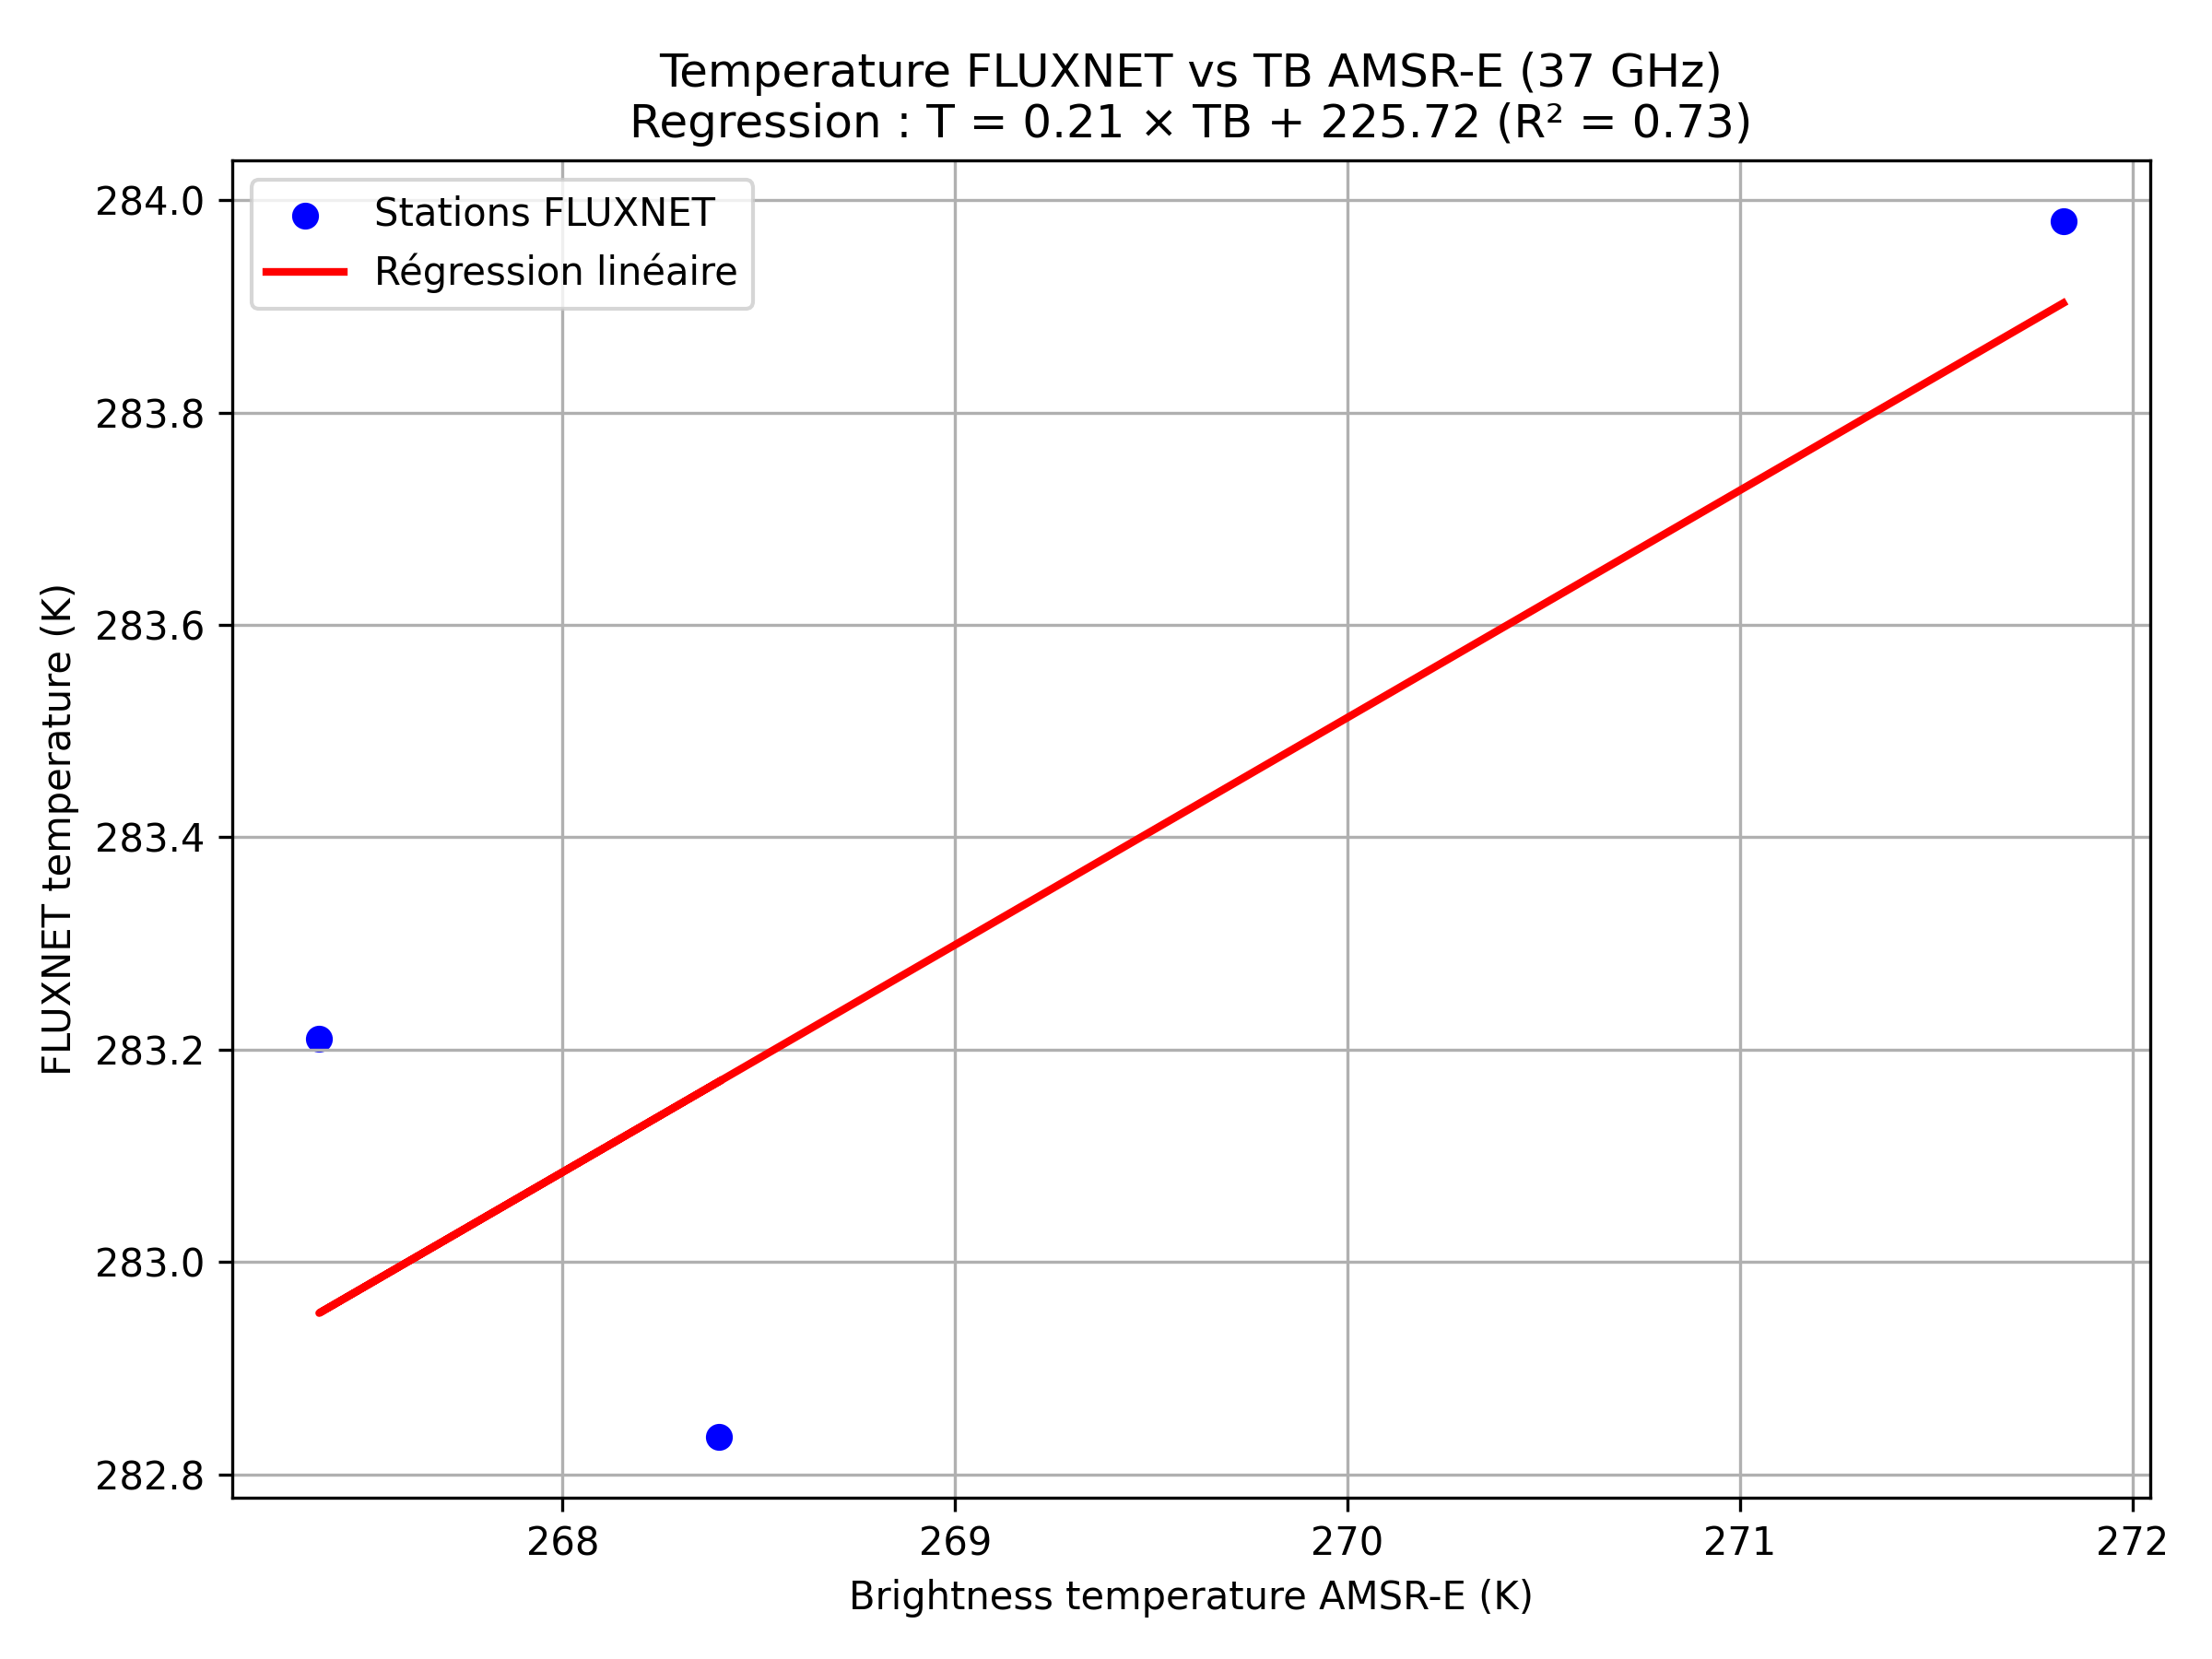 Temperature FLUXNET vs TB AMSR-E (37 GHz)
Regression : T = 0.21 × TB + 225.72 (R² = 0.73)
Stations FLUXNET
Régression linéaire
284.0
283.8
283.6
283.4
283.2
283.0
282.8
FLUXNET temperature (K)
268 269 270 271 272
Brightness temperature AMSR-E (K)